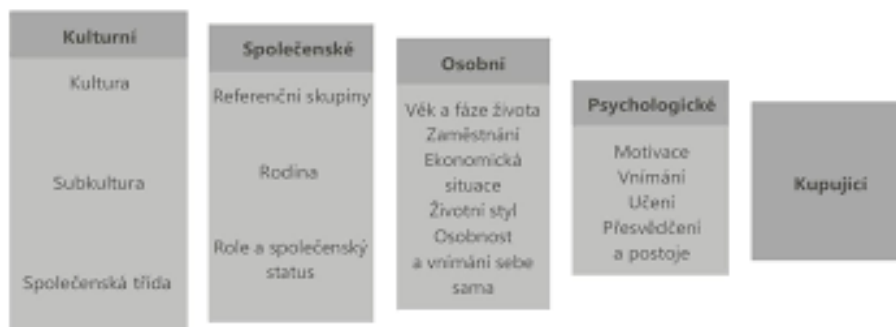 Kulturní
Kultura
Subkultura
Společenská třída
Společenské
Referenční skupiny
Rodina
Role a společenský
status
Osobní
Věk a fáze života
Zaměstnání
Ekonomická
situace
Životní styl
Osobnost
a vnímání sebe
sama
Psychologické
Motivace
Vnímání
Učení
Přesvědčení
a postoje
Kupující